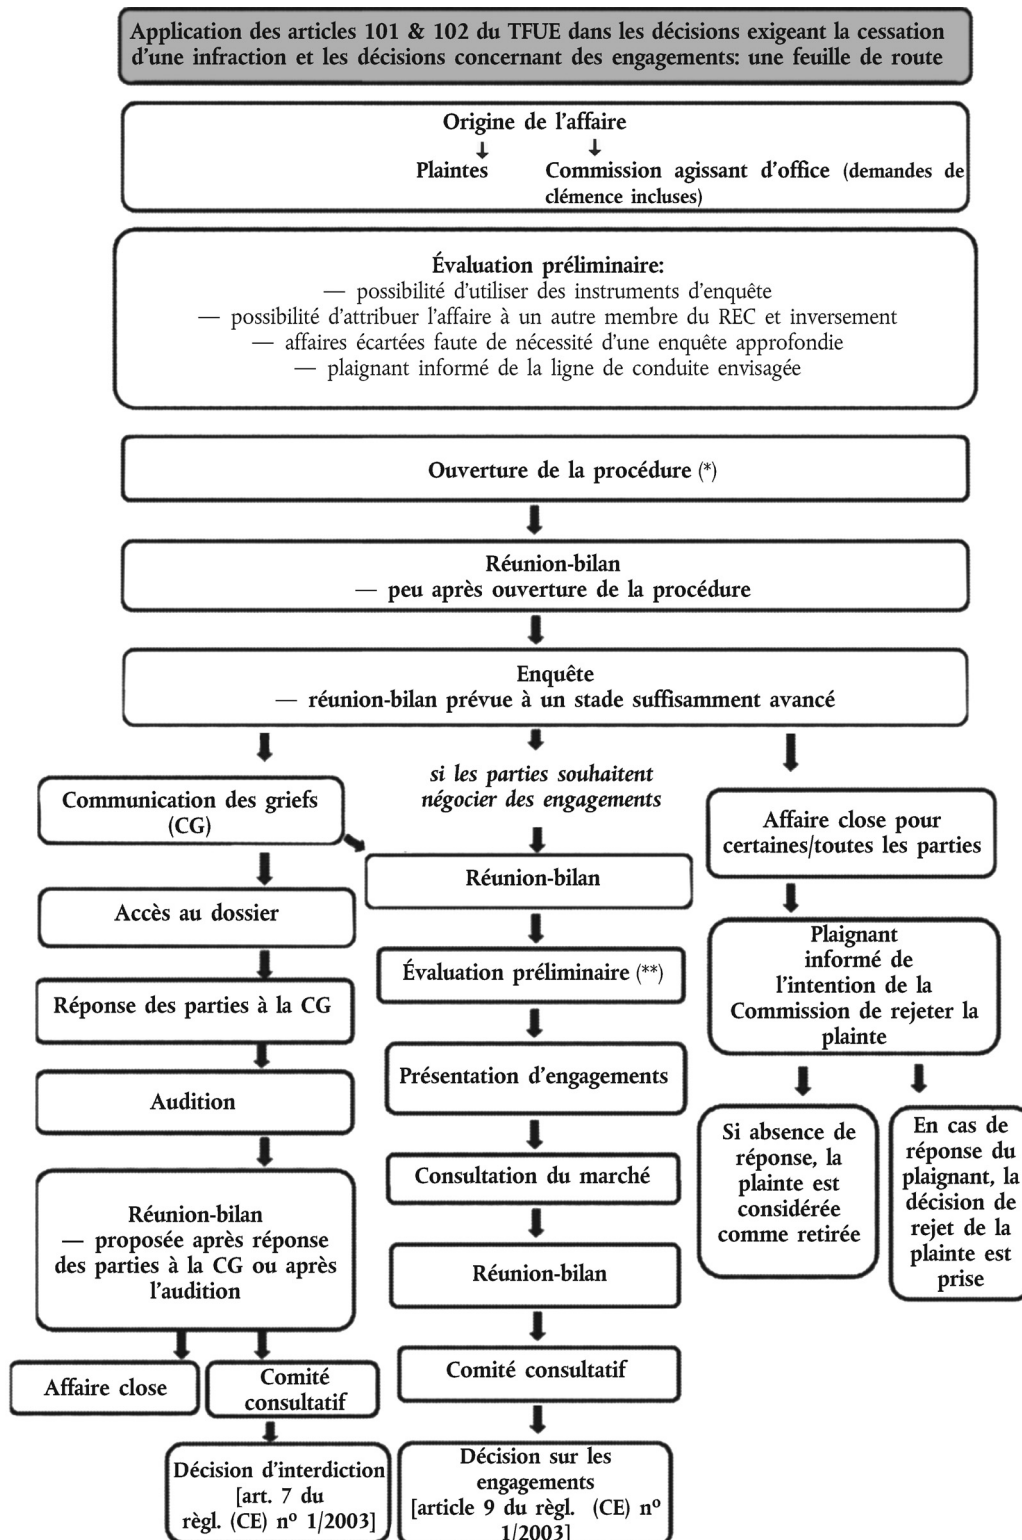 Application des articles 101 & 102 du TFUE dans les décisions exigeant la cessation
d'une infraction et les décisions concernant des engagements: une feuille de route
Origine de l'affaire
↓ ↓
Plaintes Commission agissant d'office (demandes de
clémence incluses)
Évaluation préliminaire:
— possibilité d'utiliser des instruments d'enquête
— possibilité d'attribuer l'affaire à un autre membre du REC et inversement
— affaires écartées faute de nécessité d'une enquête approfondie
— plaignant informé de la ligne de conduite envisagée
Ouverture de la procédure (*)
Réunion-bilan
— peu après ouverture de la procédure
Enquête
— réunion-bilan prévue à un stade suffisamment avancé
Communication des griefs
(CG)
Accès au dossier
Réponse des parties à la CG
Audition
Réunion-bilan
— proposée après réponse
des parties à la CG ou après
l'audition
Affaire close
Comité
consultatif
Décision d'interdiction
[art. 7 du
règl. (CE) nº 1/2003]
si les parties souhaitent
négocier des engagements
Réunion-bilan
Évaluation préliminaire (**)
Présentation d'engagements
Consultation du marché
Réunion-bilan
Comité consultatif
Décision sur les
engagements
[article 9 du règl. (CE) nº
1/2003]
Affaire close pour
certaines/toutes les parties
Plaignant
informé de
l'intention de la
Commission de rejeter la
plainte
Si absence de
réponse, la
plainte est
considérée
comme retirée
En cas de
réponse du
plaignant, la
décision de
rejet de la
plainte est
prise